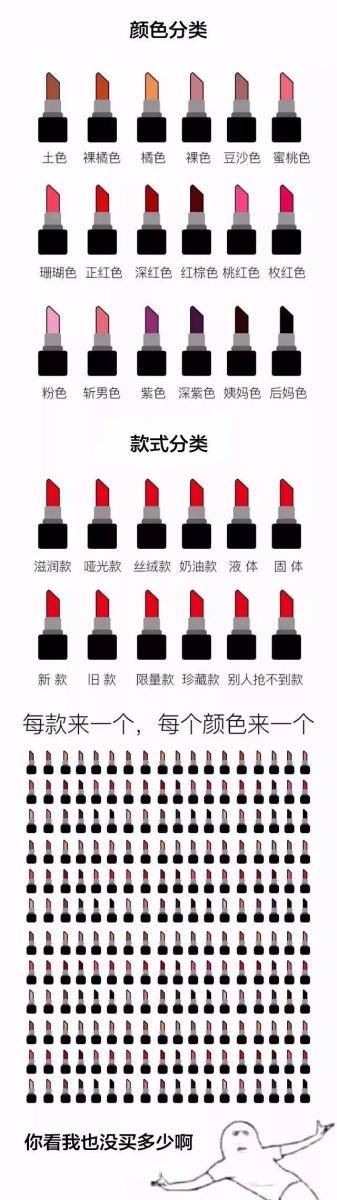 颜色分类
土色 裸橘色 橘色 裸色 豆沙色 蜜桃色
珊瑚色 正红色 深红色 红棕色 桃红色 枚红色
粉色 斩男色 紫色 深紫色 姨妈色 后妈色
款式分类
滋润款 哑光款 丝绒款 奶油款 液 体 固 体
新 款 旧 款 限量款 珍藏款 别人抢不到款
每款来一个，每个颜色来一个
你看我也没买多少啊